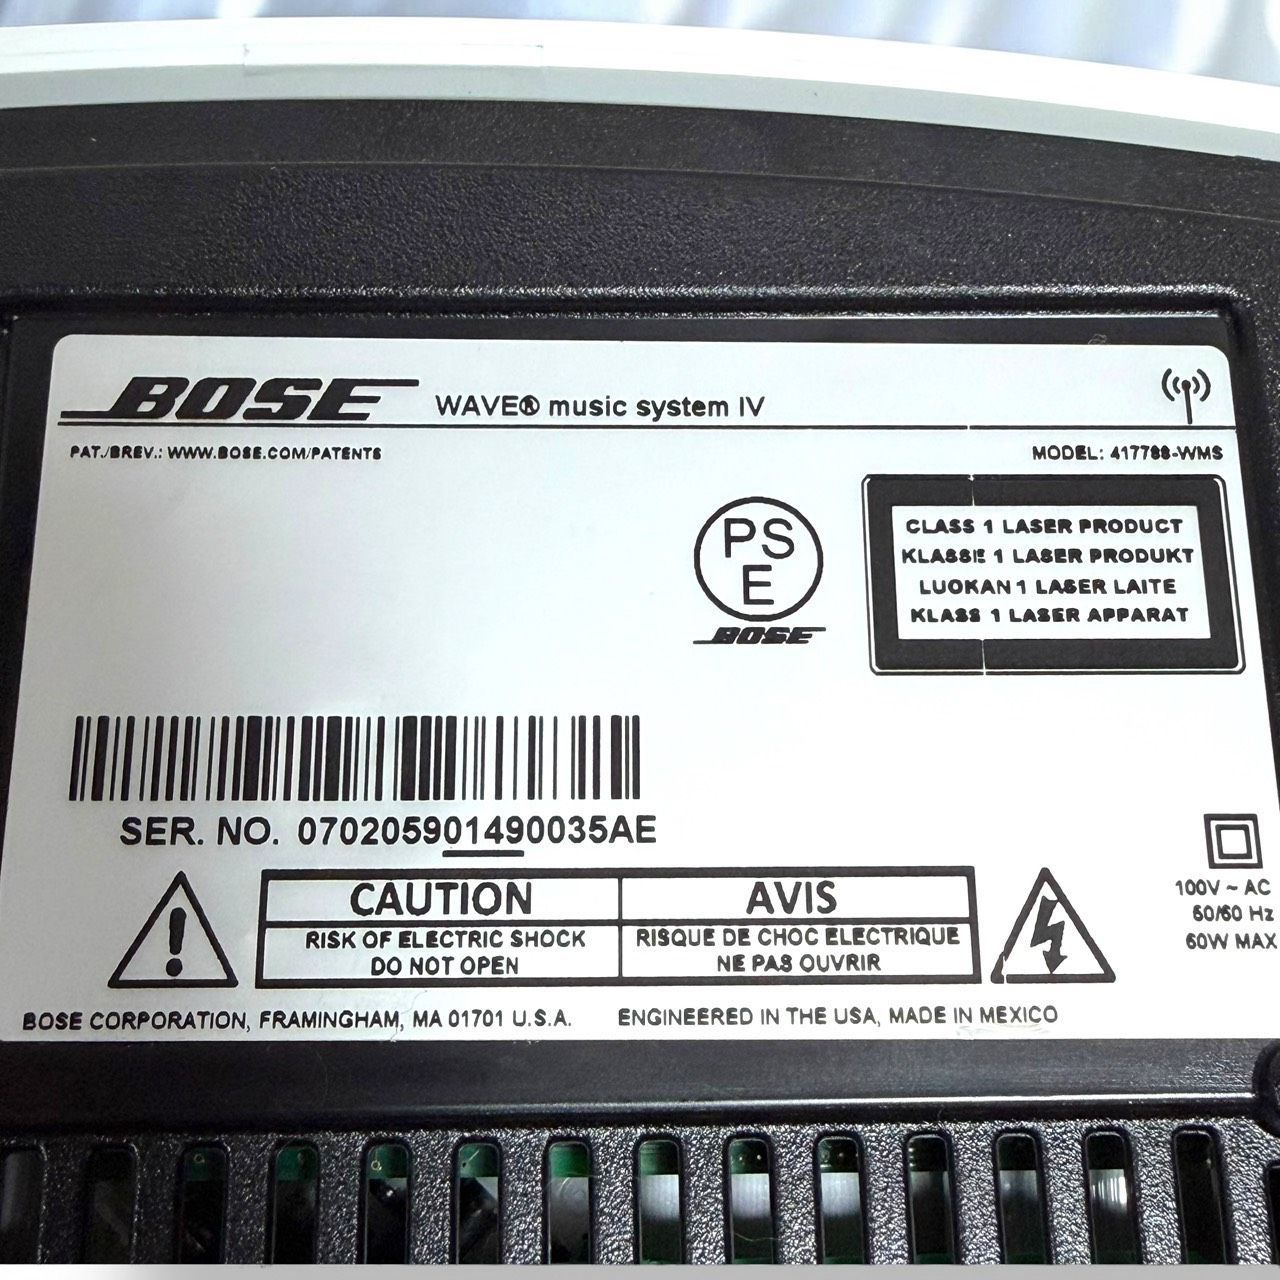 BOSE WAVE® music system IV
PAT./BREV.: WWW.BOSE.COM/PATENTS
MODEL: 417788-WMS
PS
E
BOSE
CLASS 1 LASER PRODUCT
KLASSE 1 LASER PRODUKT
LUOKAN 1 LASER LAITE
KLASS 1 LASER APPARAT
SER. NO. 070205901490035AE
CAUTION
RISK OF ELECTRIC SHOCK
DO NOT OPEN
AVIS
RISQUE DE CHOC ELECTRIQUE
NE PAS OUVRIR
100V ~ AC
50/60 Hz
60W MAX
BOSE CORPORATION, FRAMINGHAM, MA 01701 U.S.A.
ENGINEERED IN THE USA, MADE IN MEXICO